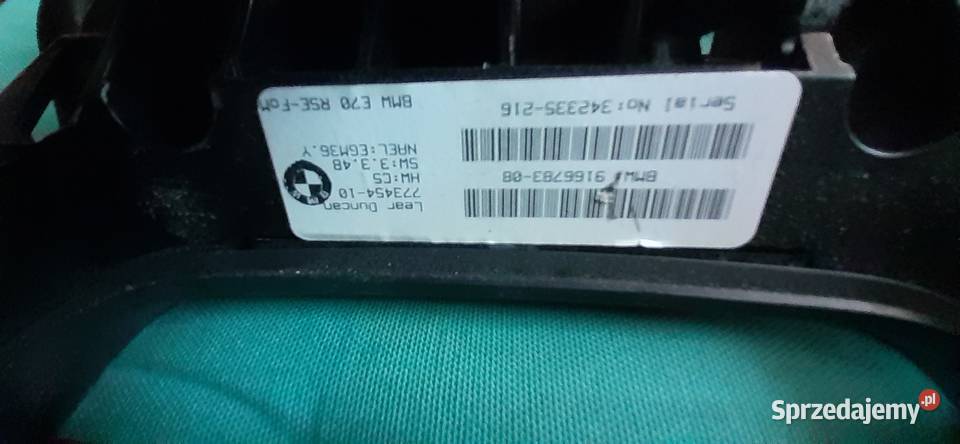 Lear Duncan
773454-10
HW:C5
SW:3.3.48
NAEL:EGM36.Y
BMW E70 RSE-FoM
BMW# 9166783-08
Serial No:342335-216
Sprzedajemy.pl